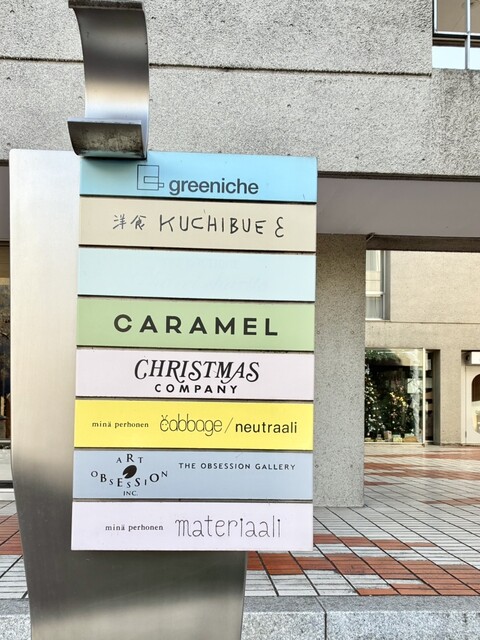 greeniche
洋食 KUCHIBUE
CARAMEL
CHRISTMAS
COMPANY
minä perhonen ĕabbage / neutraali
ART
OBSESSION
INC.
THE OBSESSION GALLERY
minä perhonen materiaali